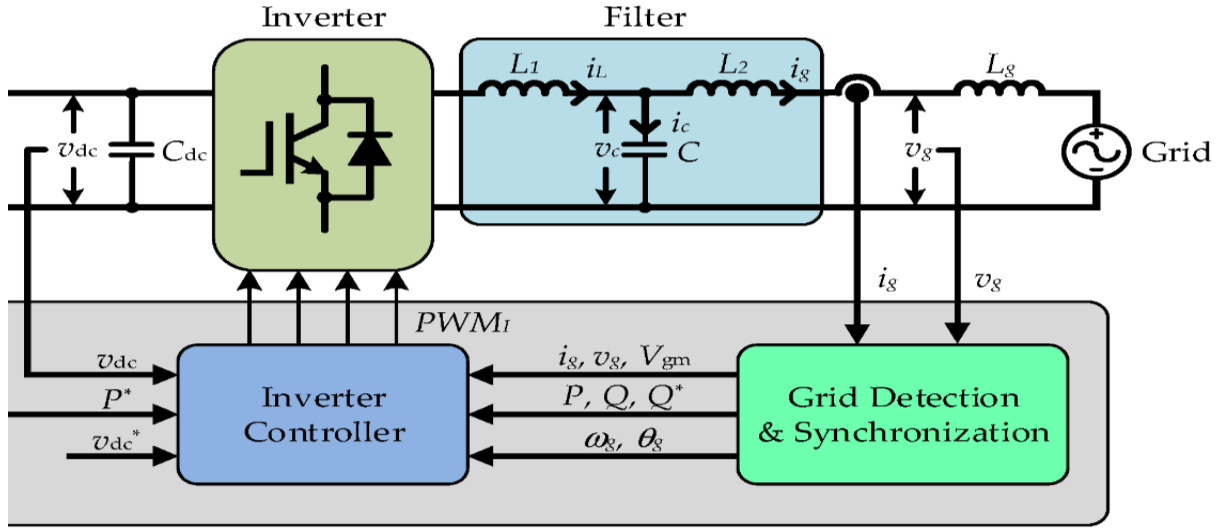 Inverter
Filter
L1
iL
L2
ig
Lg
vdc
Cdc
ic
vc
C
vg
+
-
Grid
ig
vg
PWMI
vdc
P*
vdc*
Inverter
Controller
ig, vg, Vgm
P, Q, Q*
ωg, θg
Grid Detection
& Synchronization